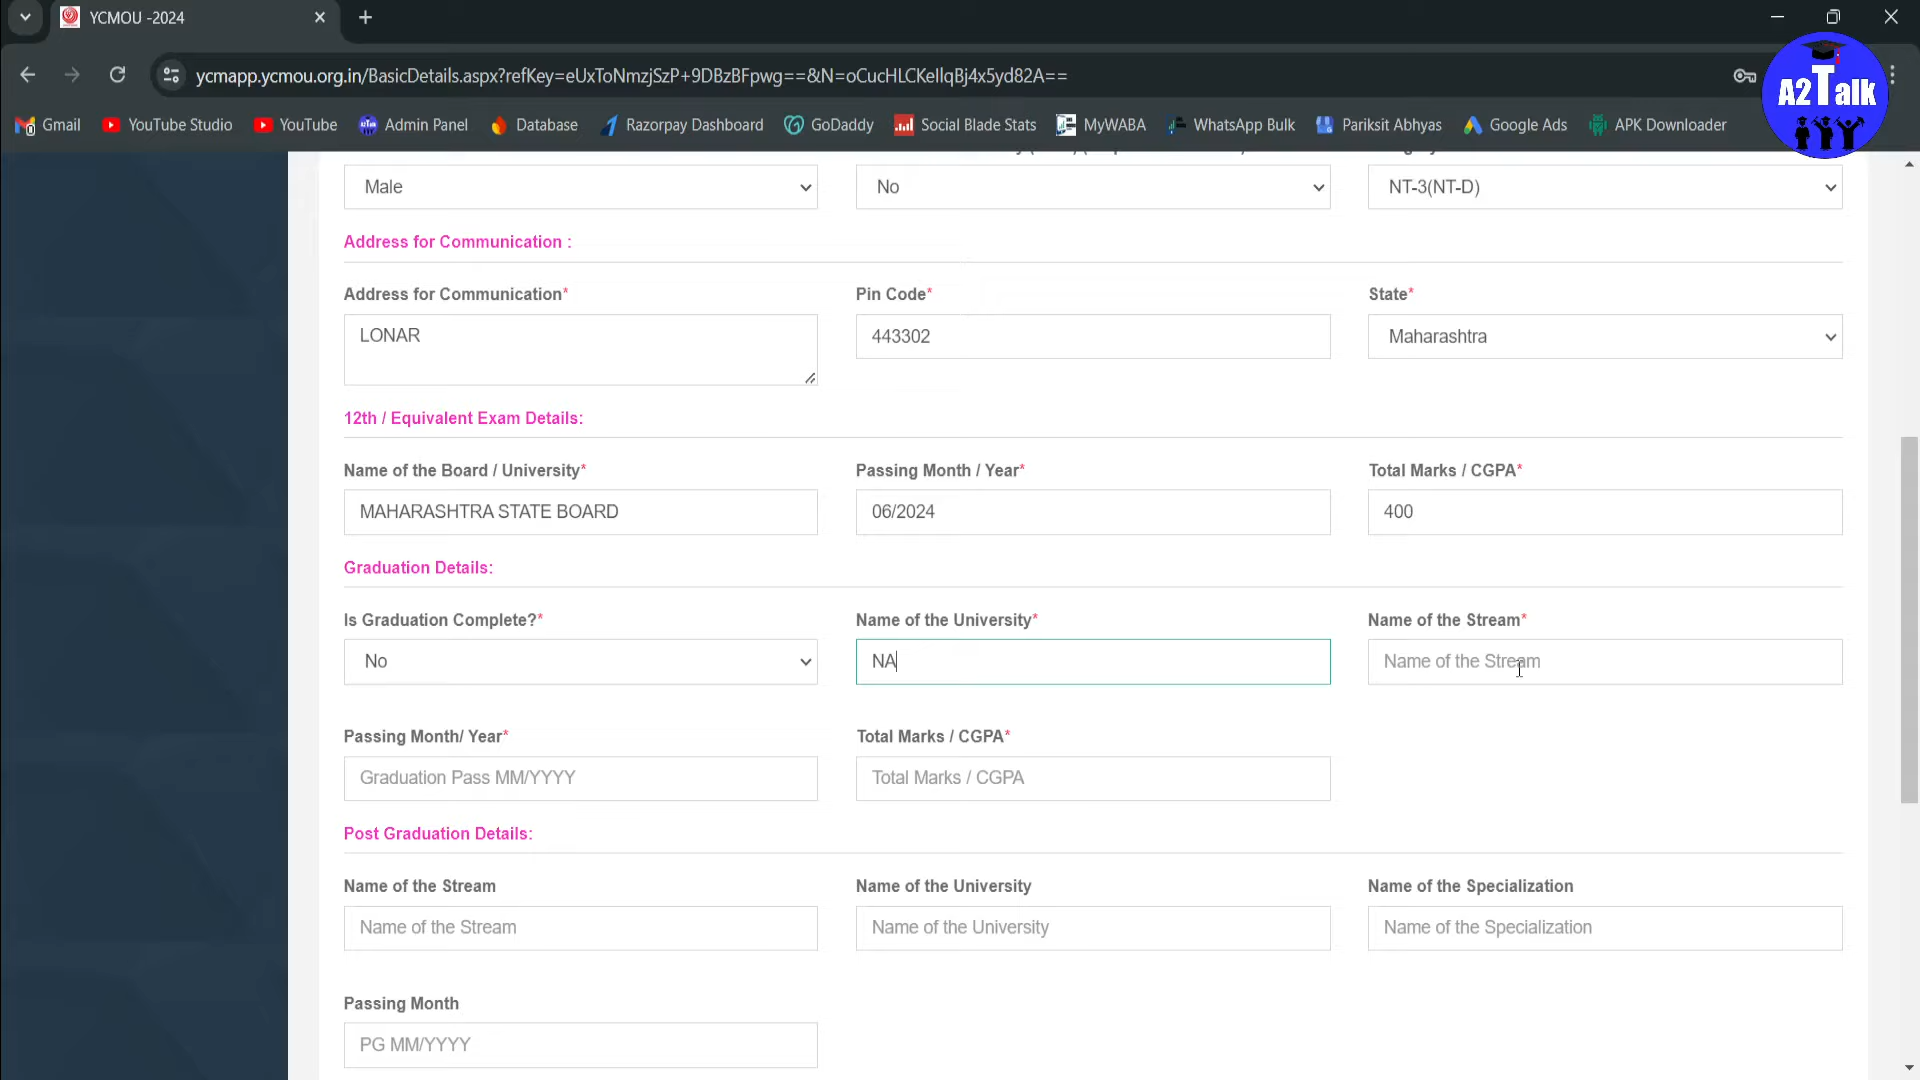 YCMOU -2024
ycmapp.ycmou.org.in/BasicDetails.aspx?refKey=eUxToNmzjSzP+9DBzBFpwg==&N=oCucHLCKellqBj4x5yd82A==
A2Talk
Gmail YouTube Studio YouTube Admin Panel Database Razorpay Dashboard GoDaddy Social Blade Stats MyWABA WhatsApp Bulk Pariksit Abhyas Google Ads APK Downloader
Male No NT-3(NT-D)
Address for Communication :
Address for Communication* Pin Code* State*
LONAR 443302 Maharashtra
12th / Equivalent Exam Details:
Name of the Board / University* Passing Month / Year* Total Marks / CGPA*
MAHARASHTRA STATE BOARD 06/2024 400
Graduation Details:
Is Graduation Complete?* Name of the University* Name of the Stream*
No NA Name of the Stream
Passing Month/ Year* Total Marks / CGPA*
Graduation Pass MM/YYYY Total Marks / CGPA
Post Graduation Details:
Name of the Stream Name of the University Name of the Specialization
Name of the Stream Name of the University Name of the Specialization
Passing Month
PG MM/YYYY